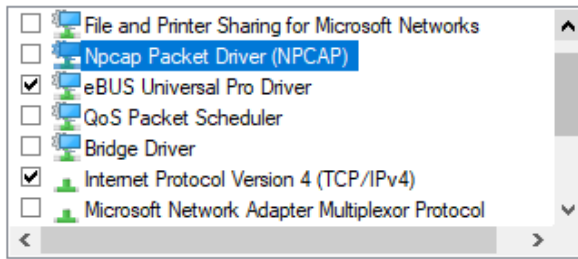 File and Printer Sharing for Microsoft Networks
Npcap Packet Driver (NPCAP)
eBUS Universal Pro Driver
QoS Packet Scheduler
Bridge Driver
Internet Protocol Version 4 (TCP/IPv4)
Microsoft Network Adapter Multiplexor Protocol